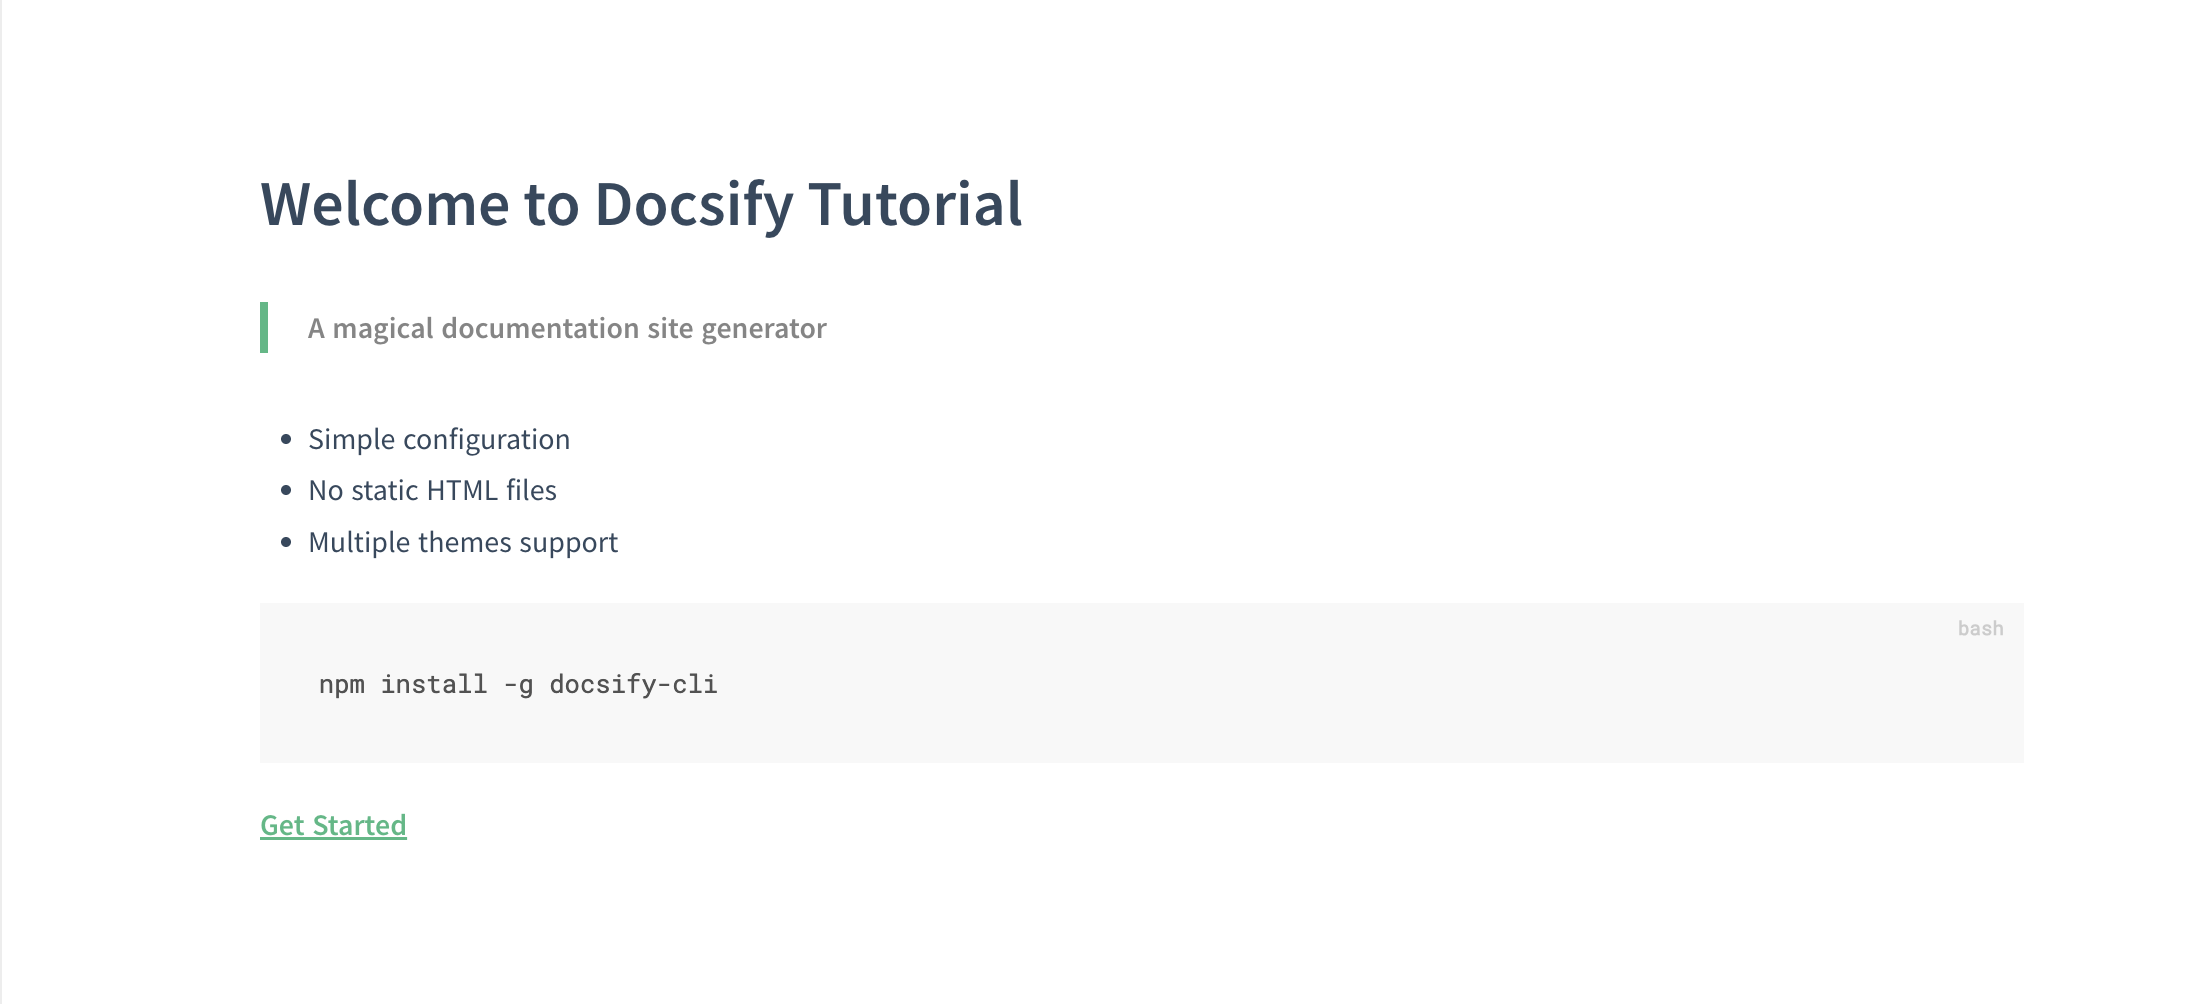 Welcome to Docsify Tutorial
A magical documentation site generator
Simple configuration
No static HTML files
Multiple themes support
bash
npm install -g docsify-cli
Get Started